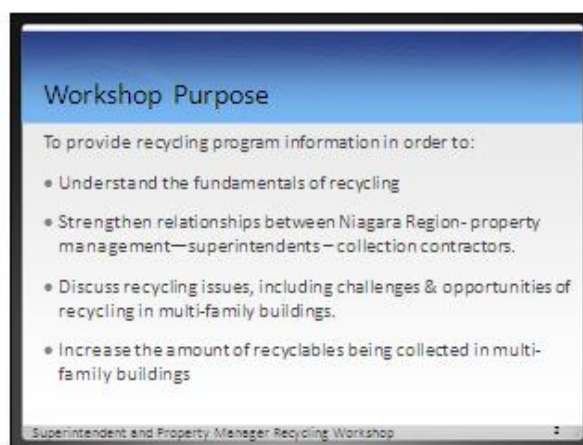 Workshop Purpose
To provide recycling program information in order to:
• Understand the fundamentals of recycling
• Strengthen relationships between Niagara Region- property
management—superintendents – collection contractors.
• Discuss recycling issues, including challenges & opportunities of
recycling in multi-family buildings.
• Increase the amount of recyclables being collected in multi-
family buildings
Superintendent and Property Manager Recycling Workshop